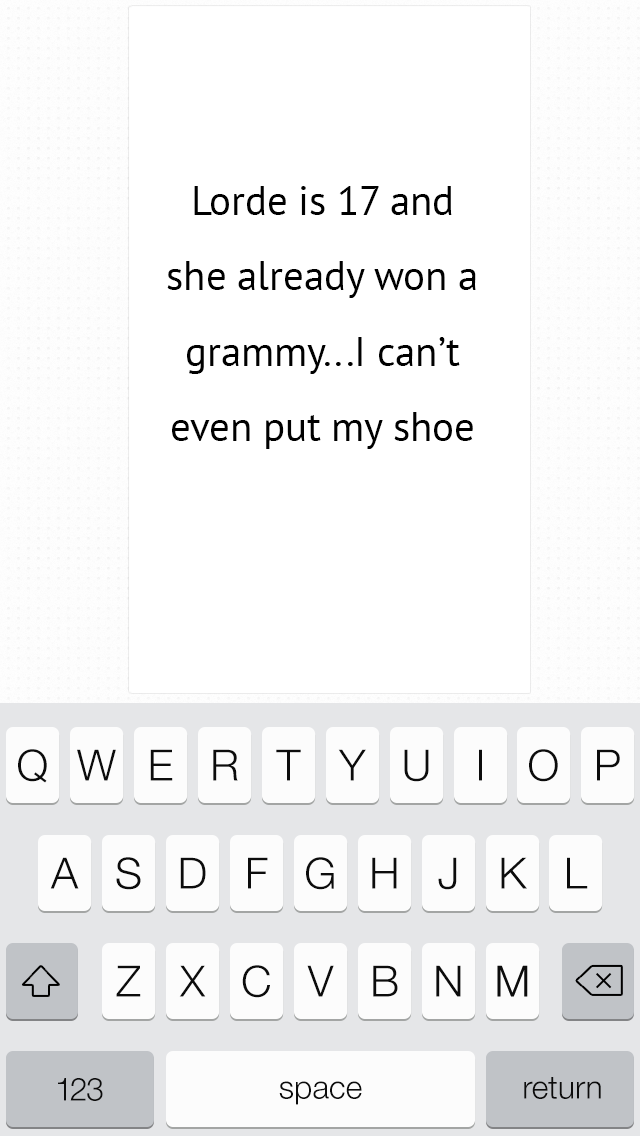 Lorde is 17 and
she already won a
grammy...I can’t
even put my shoe
Q W E R T Y U I O P
A S D F G H J K L
Z X C V B N M
123 space return